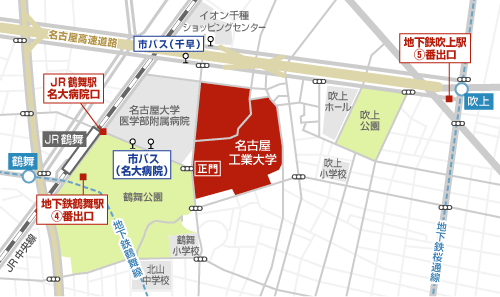 イオン千種
ショッピングセンター
名古屋高速道路
市バス(千早)
地下鉄吹上駅
⑤番出口
JR鶴舞駅
名大病院口
名古屋大学
医学部附属病院
吹上
ホール
吹上
公園
吹上
JR鶴舞
名古屋
工業大学
市バス
(名大病院)
正門
吹上
小学校
鶴舞
地下鉄鶴舞駅
④番出口
鶴舞公園
地下鉄鶴舞線
鶴舞
小学校
北山
中学校
JR中央線
地下鉄桜通線